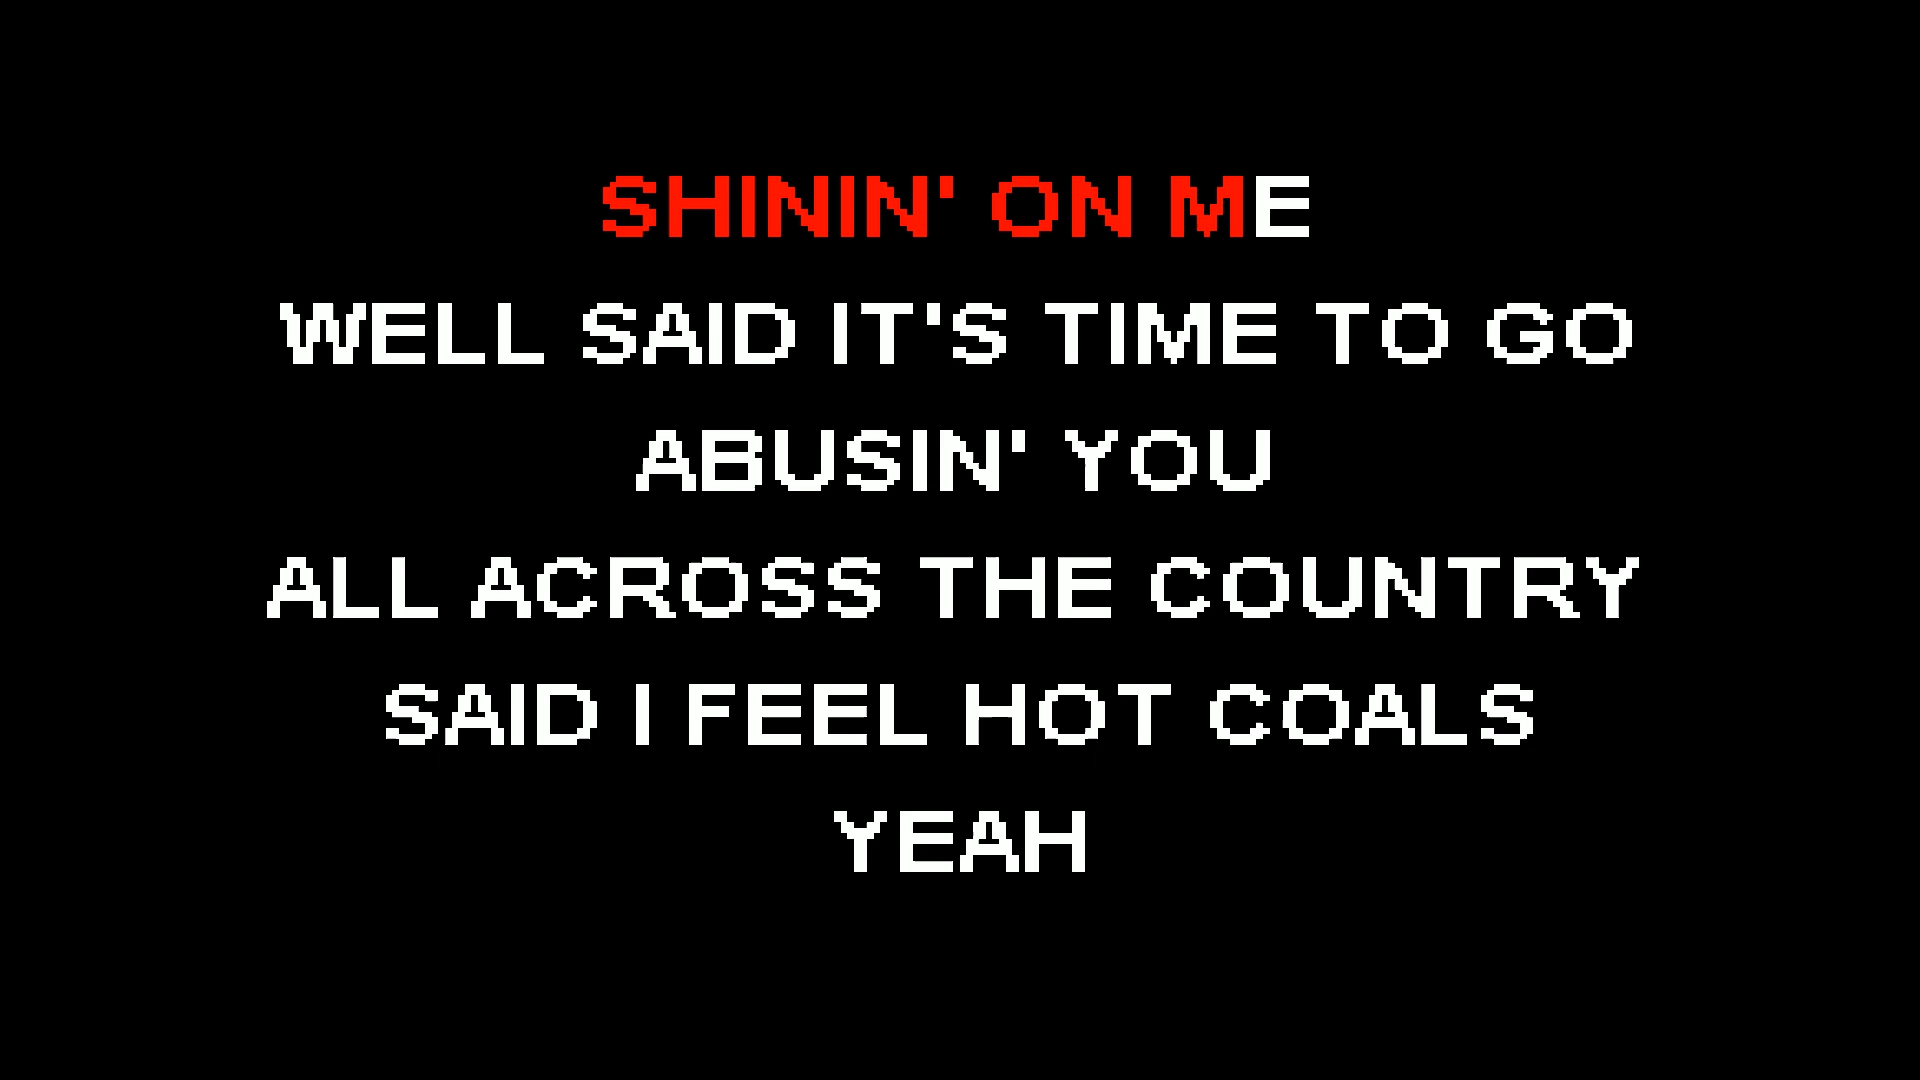 SHININ' ON ME
WELL SAID IT'S TIME TO GO
ABUSIN' YOU
ALL ACROSS THE COUNTRY
SAID I FEEL HOT COALS
YEAH